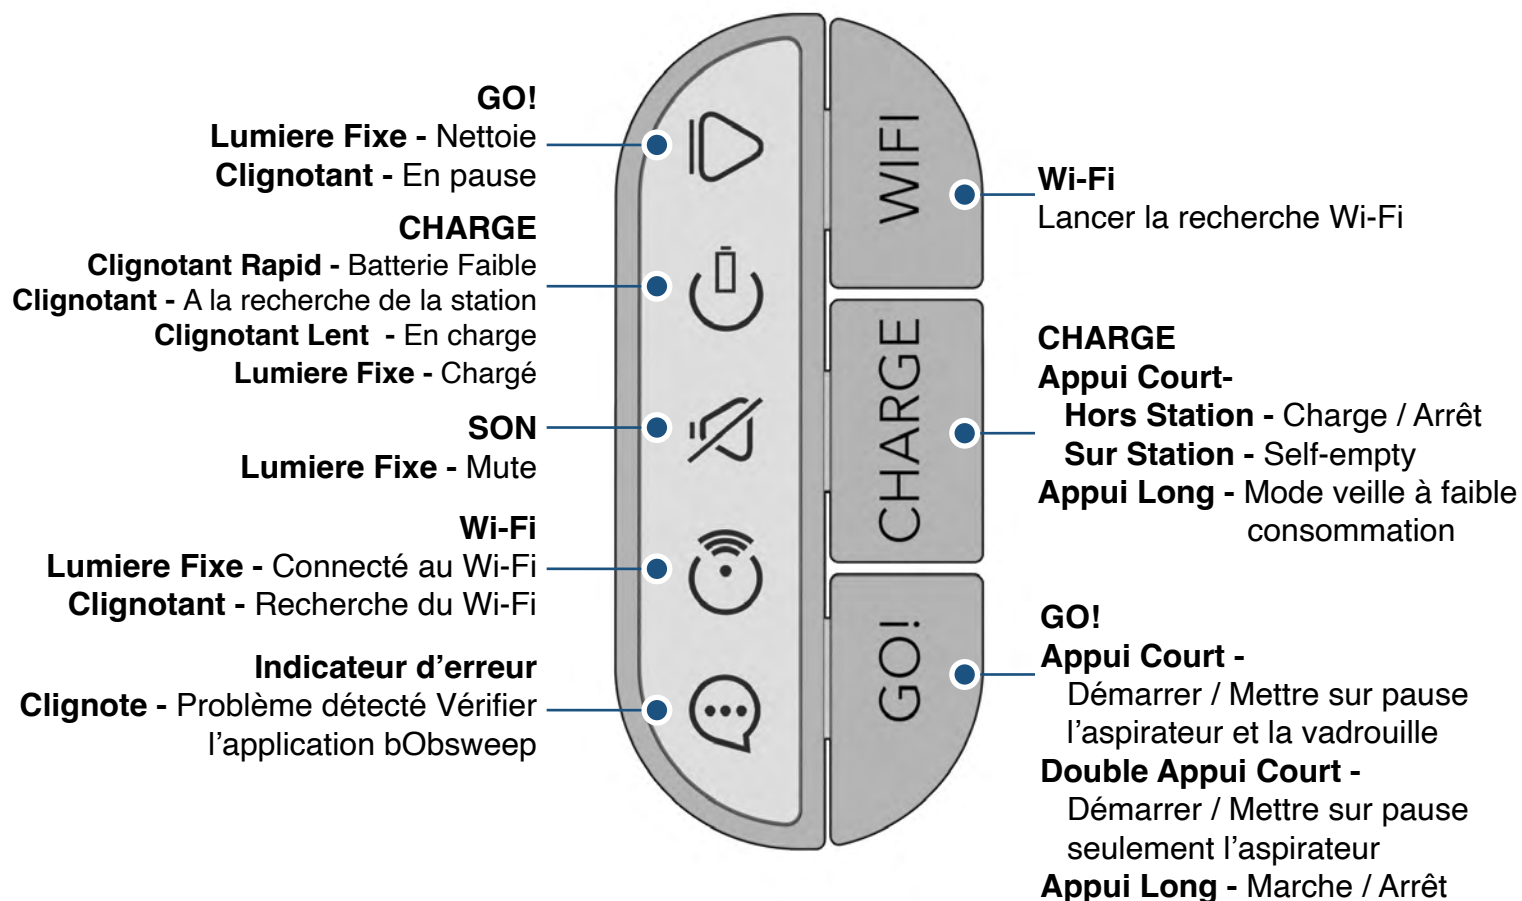 GO!
Lumiere Fixe - Nettoie
Clignotant - En pause
CHARGE
Clignotant Rapid - Batterie Faible
Clignotant - A la recherche de la station
Clignotant Lent - En charge
Lumiere Fixe - Chargé
SON
Lumiere Fixe - Mute
Wi-Fi
Lumiere Fixe - Connecté au Wi-Fi
Clignotant - Recherche du Wi-Fi
Indicateur d’erreur
Clignote - Problème détecté Vérifier
l’application bObsweep
WIFI
CHARGE
GO!
Wi-Fi
Lancer la recherche Wi-Fi
CHARGE
Appui Court-
Hors Station - Charge / Arrêt
Sur Station - Self-empty
Appui Long - Mode veille à faible
consommation
GO!
Appui Court -
Démarrer / Mettre sur pause
l’aspirateur et la vadrouille
Double Appui Court -
Démarrer / Mettre sur pause
seulement l’aspirateur
Appui Long - Marche / Arrêt